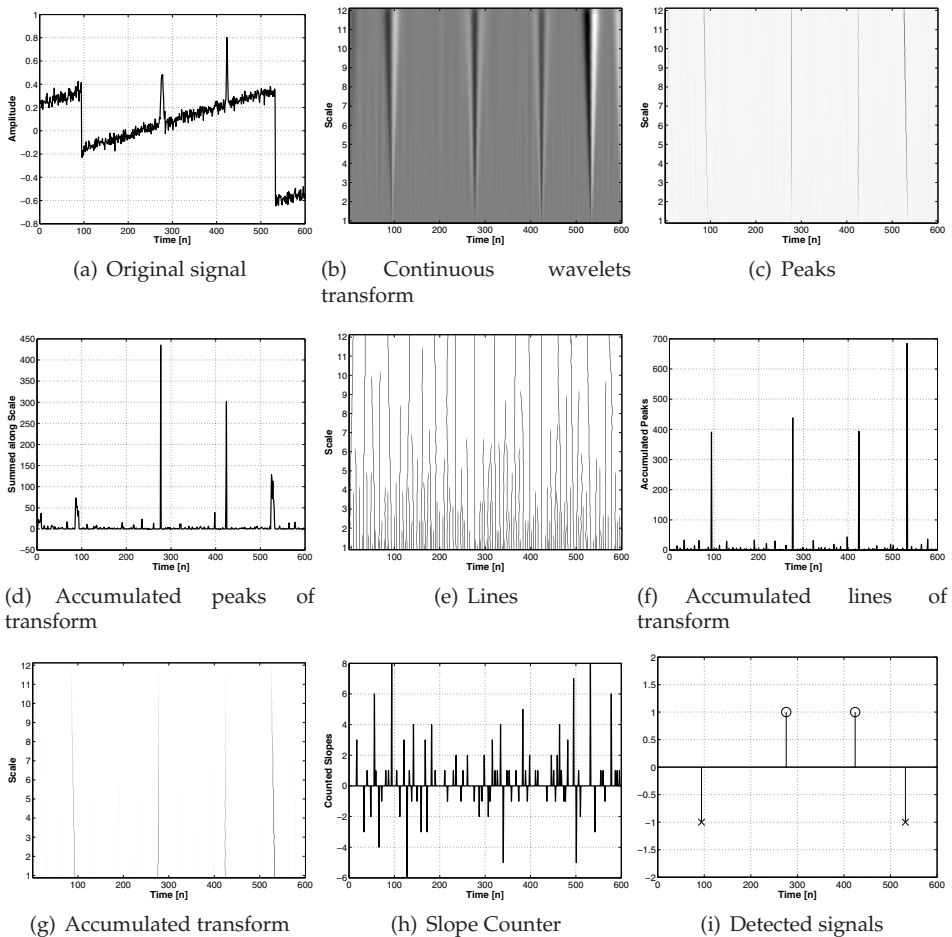 1
0.8
0.6
0.4
0.2
0
−0.2
−0.4
−0.6
−0.8
Amplitude
0 100 200 300 400 500 600
Time [n]
(a) Original signal
12
11
10
9
8
7
6
5
4
3
2
1
Scale
100 200 300 400 500 600
Time [n]
(b) Continuous wavelets
transform
12
11
10
9
8
7
6
5
4
3
2
1
Scale
100 200 300 400 500 600
Time [n]
(c) Peaks
450
400
350
300
250
200
150
100
50
0
−50
Summed along Scale
0 100 200 300 400 500 600
Time [n]
(d) Accumulated peaks of
transform
12
11
10
9
8
7
6
5
4
3
2
1
Scale
100 200 300 400 500 600
Time [n]
(e) Lines
700
600
500
400
300
200
100
0
Accumulated Peaks
0 100 200 300 400 500 600
Time [n]
(f) Accumulated lines of
transform
12
11
10
9
8
7
6
5
4
3
2
1
Scale
100 200 300 400 500 600
Time [n]
(g) Accumulated transform
8
6
4
2
0
−2
−4
−6
Counted Slopes
0 100 200 300 400 500 600
Time [n]
(h) Slope Counter
2
1.5
1
0.5
0
−0.5
−1
−1.5
−2
0 100 200 300 400 500 600
Time [n]
(i) Detected signals